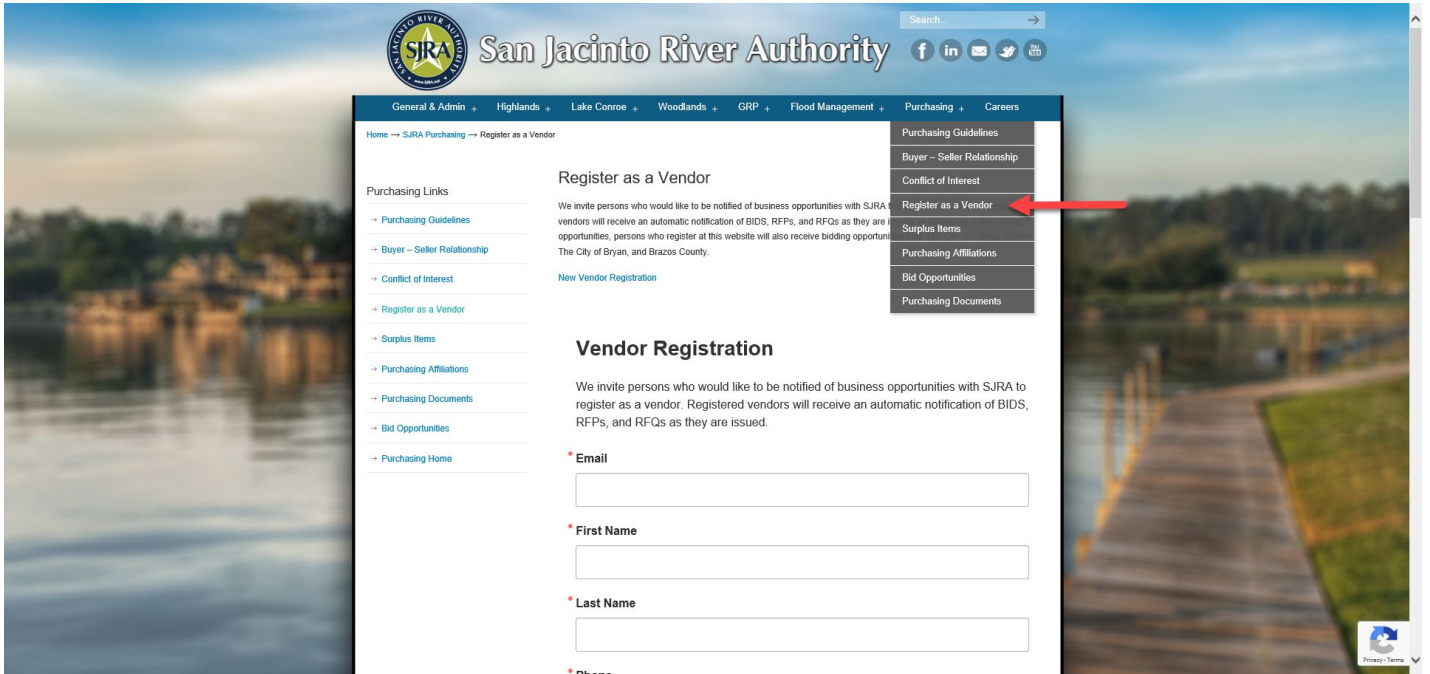 SAN JACINTO RIVER AUTHORITY
SJRA
www.SJRA.net
San Jacinto River Authority
Search...
General & Admin + Highlands + Lake Conroe + Woodlands + GRP + Flood Management + Purchasing + Careers
Home → SJRA Purchasing → Register as a Vendor
Purchasing Guidelines
Buyer – Seller Relationship
Conflict of Interest
Register as a Vendor
Surplus Items
Purchasing Affiliations
Bid Opportunities
Purchasing Documents
Purchasing Links
→ Purchasing Guidelines
→ Buyer – Seller Relationship
→ Conflict of Interest
→ Register as a Vendor
→ Surplus Items
→ Purchasing Affiliations
→ Purchasing Documents
→ Bid Opportunities
→ Purchasing Home
Register as a Vendor
We invite persons who would like to be notified of business opportunities with SJRA
vendors will receive an automatic notification of BIDS, RFPs, and RFQs as they are
opportunities, persons who register at this website will also receive bidding
The City of Bryan, and Brazos County.
New Vendor Registration
Vendor Registration
We invite persons who would like to be notified of business opportunities with SJRA to
register as a vendor. Registered vendors will receive an automatic notification of BIDS,
RFPs, and RFQs as they are issued.
* Email
* First Name
* Last Name
* Phone
Privacy - Terms